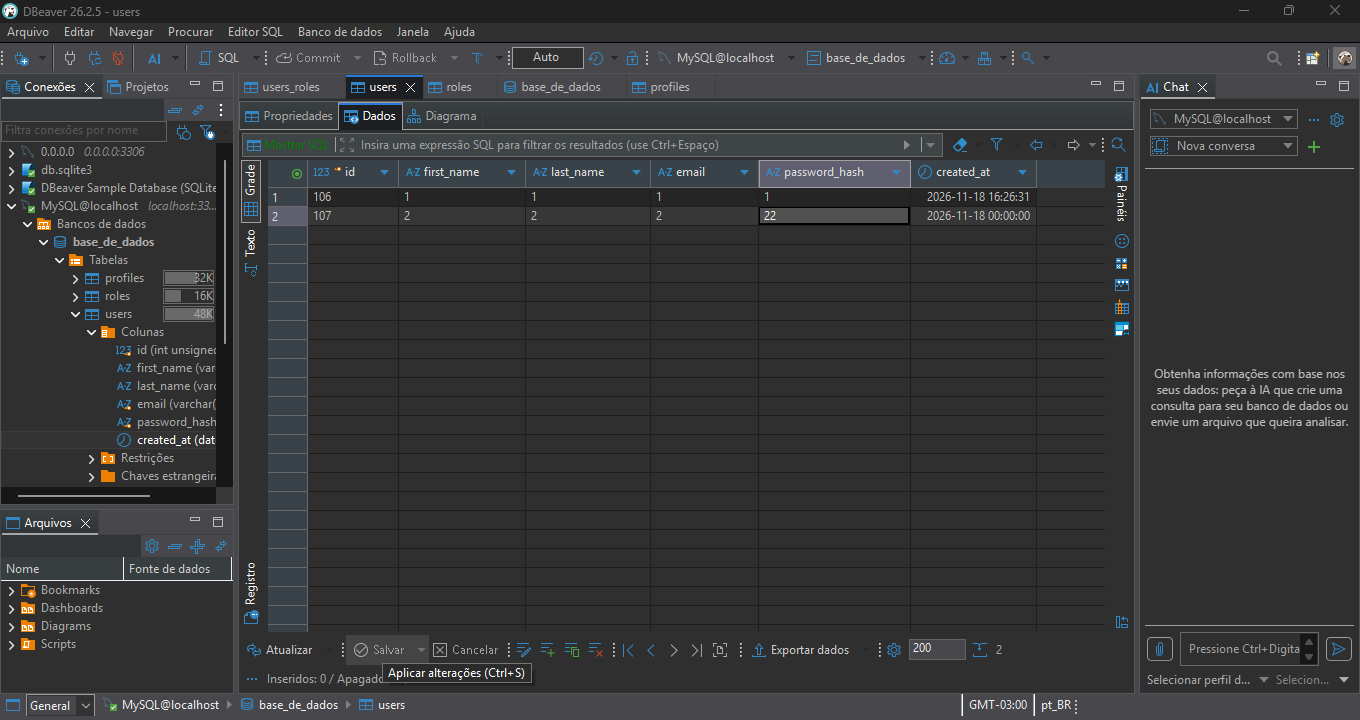 DBeaver 26.2.5 - users
Arquivo Editar Navegar Procurar Editor SQL Banco de dados Janela Ajuda
AI SQL Commit Rollback T Auto MySQL@localhost base_de_dados
Conexões Projetos
Filtra conexões por nome
0.0.0.0 0.0.0.0:3306
db.sqlite3
DBeaver Sample Database (SQLite
MySQL@localhost localhost:33...
Bancos de dados
base_de_dados
Tabelas
profiles 32K
roles 16K
users 48K
Colunas
123 id (int unsigned
A-Z first_name (var
A-Z last_name (varc
A-Z email (varchar(
A-Z password_hash
created_at (dat
Restrições
Chaves estrangeira
Arquivos
Nome Fonte de dados
Bookmarks
Dashboards
Diagrams
Scripts
users_roles users roles base_de_dados profiles
Propriedades Dados Diagrama
Mostrar SQL Insira uma expressão SQL para filtrar os resultados (use Ctrl+Espaço)
Grade
Texto
Registro
123 id A-Z first_name A-Z last_name A-Z email A-Z password_hash created_at
1 106 1 1 1 1 2026-11-18 16:26:31
2 107 2 2 2 22 2026-11-18 00:00:00
Painéis
Atualizar Salvar Cancelar Exportar dados 200 2
Aplicar alterações (Ctrl+S)
Inseridos: 0 / Apagado
AI Chat
MySQL@localhost
Nova conversa
Obtenha informações com base nos
seus dados: peça à IA que crie uma
consulta para seu banco de dados ou
envie um arquivo que queira analisar.
Pressione Ctrl+Digita
Selecionar perfil d... Selecion...
General MySQL@localhost base_de_dados users GMT-03:00 pt_BR